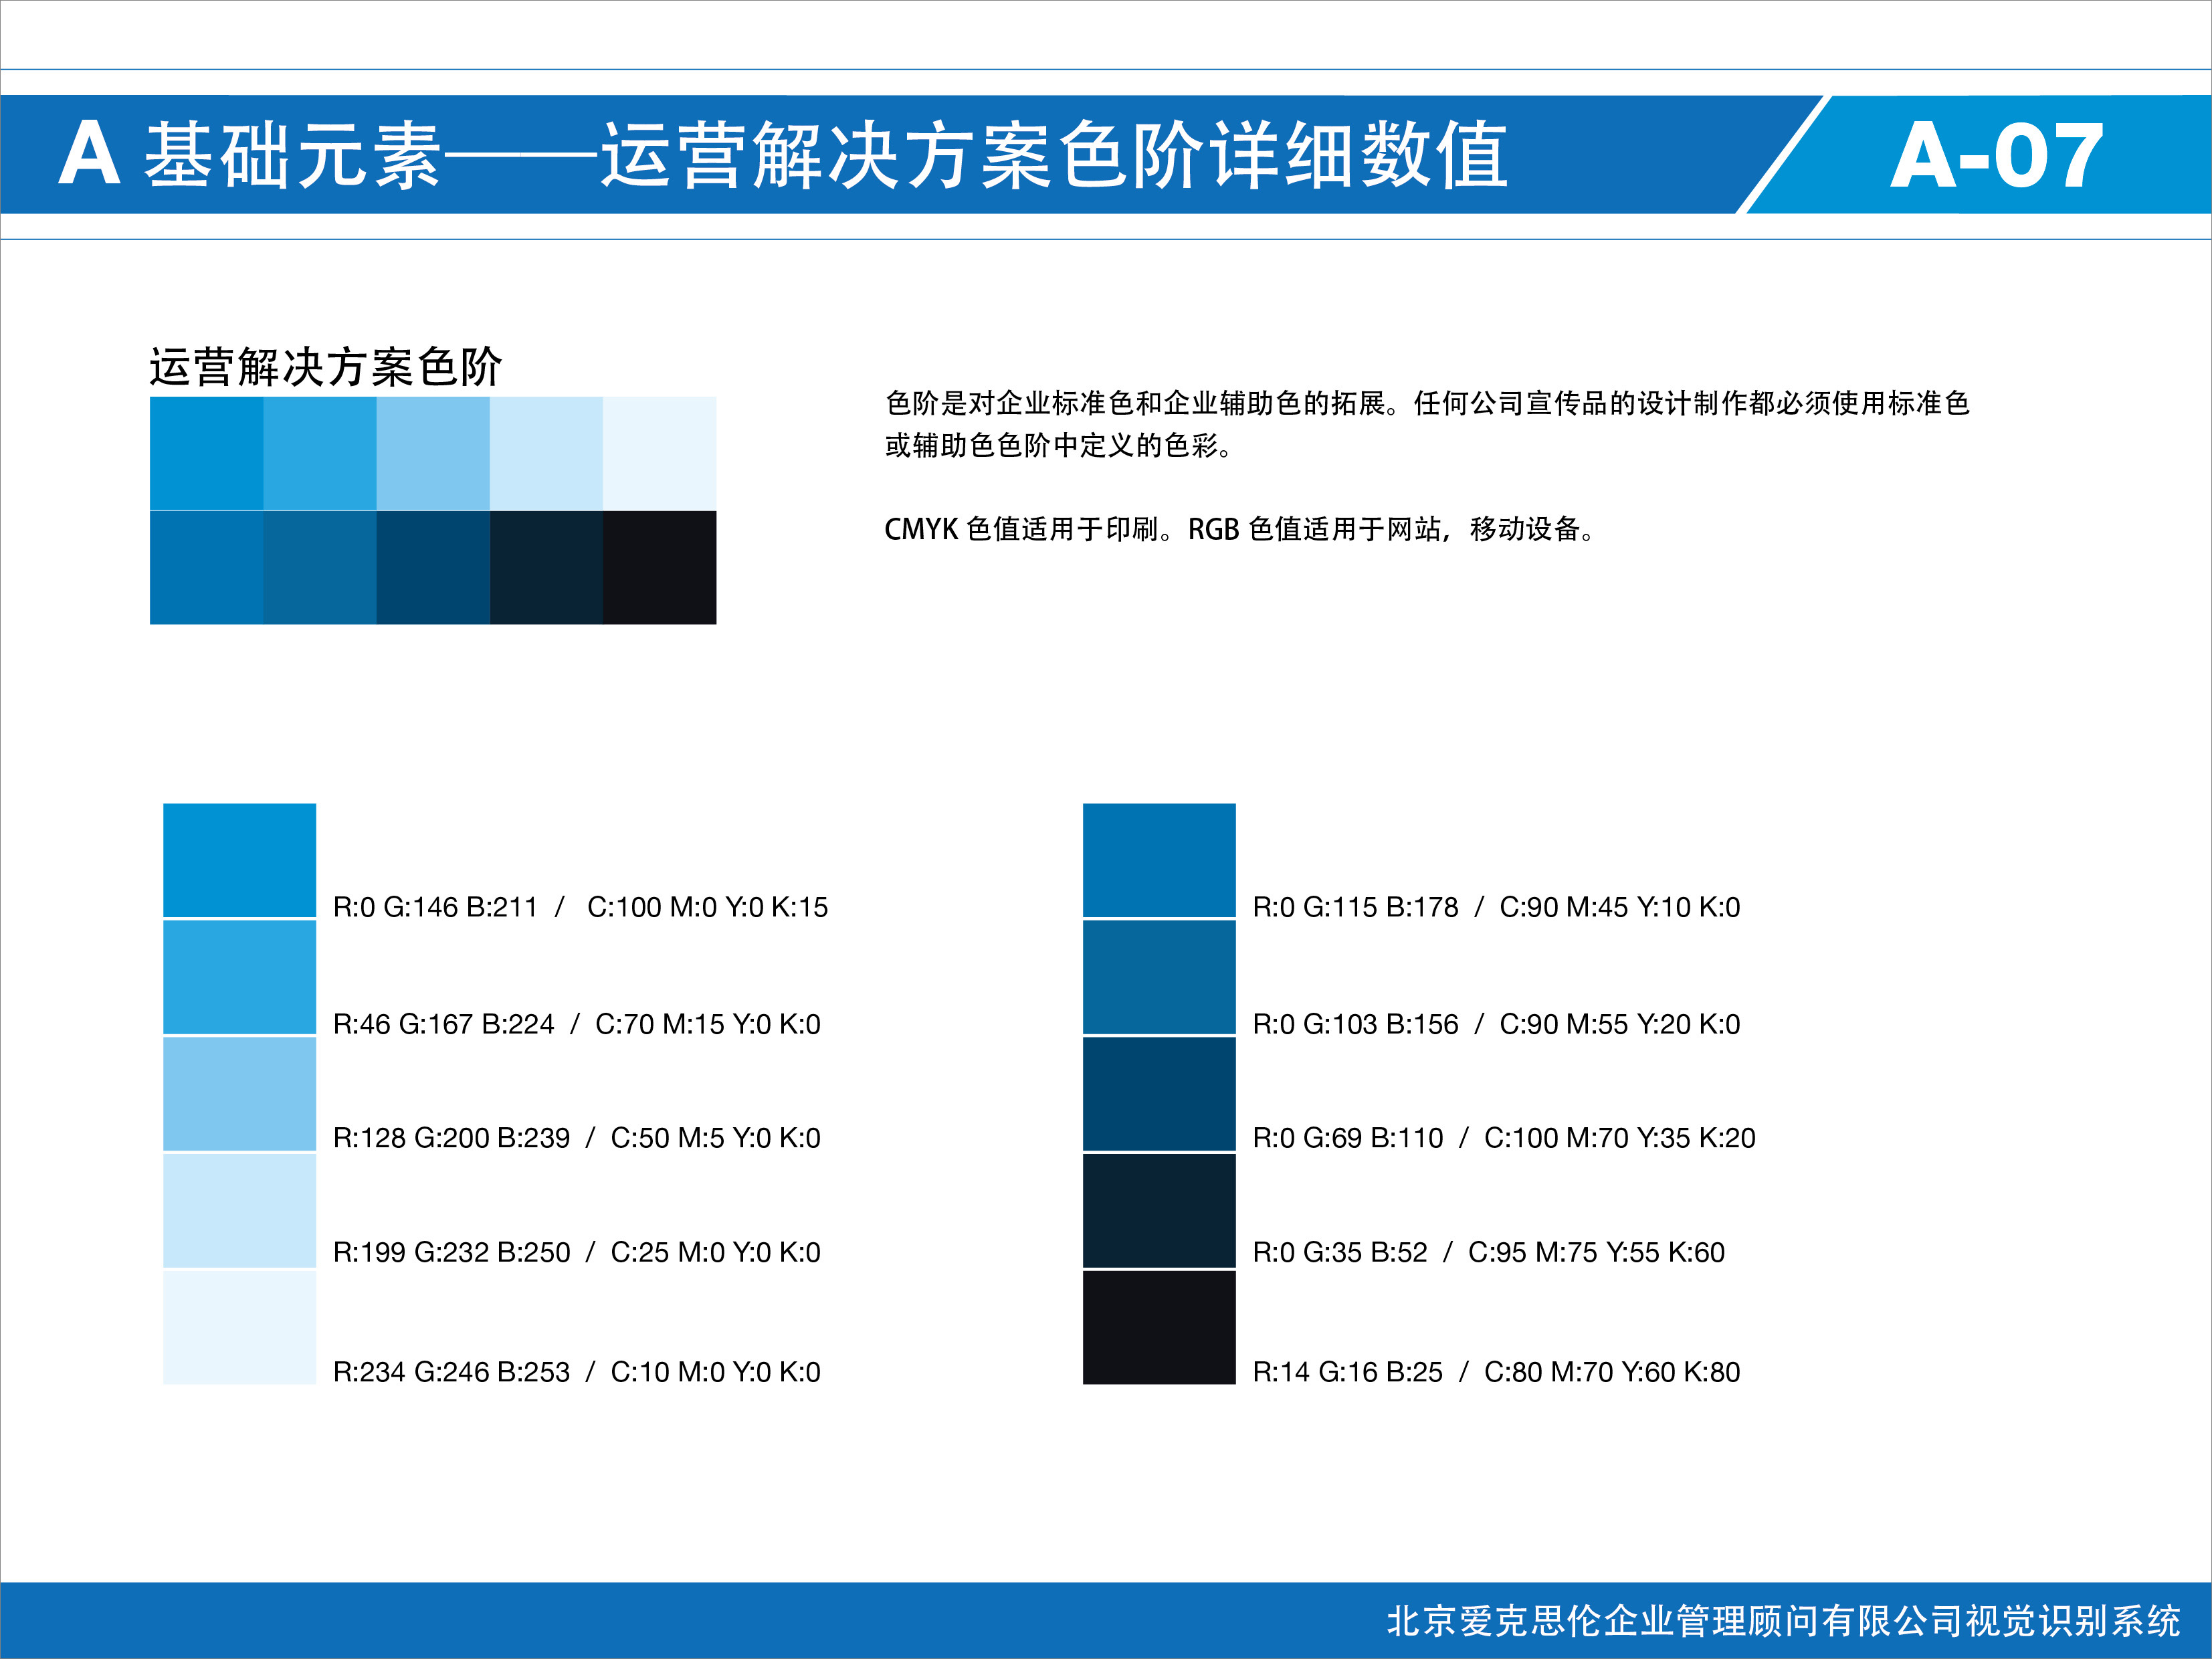 A 基础元素——运营解决方案色阶详细数值
A-07
运营解决方案色阶
色阶是对企业标准色和企业辅助色的拓展。任何公司宣传品的设计制作都必须使用标准色
或辅助色色阶中定义的色彩。
CMYK 色值适用于印刷。RGB 色值适用于网站，移动设备。
R:0 G:146 B:211 / C:100 M:0 Y:0 K:15
R:46 G:167 B:224 / C:70 M:15 Y:0 K:0
R:128 G:200 B:239 / C:50 M:5 Y:0 K:0
R:199 G:232 B:250 / C:25 M:0 Y:0 K:0
R:234 G:246 B:253 / C:10 M:0 Y:0 K:0
R:0 G:115 B:178 / C:90 M:45 Y:10 K:0
R:0 G:103 B:156 / C:90 M:55 Y:20 K:0
R:0 G:69 B:110 / C:100 M:70 Y:35 K:20
R:0 G:35 B:52 / C:95 M:75 Y:55 K:60
R:14 G:16 B:25 / C:80 M:70 Y:60 K:80
北京爱克思伦企业管理顾问有限公司视觉识别系统